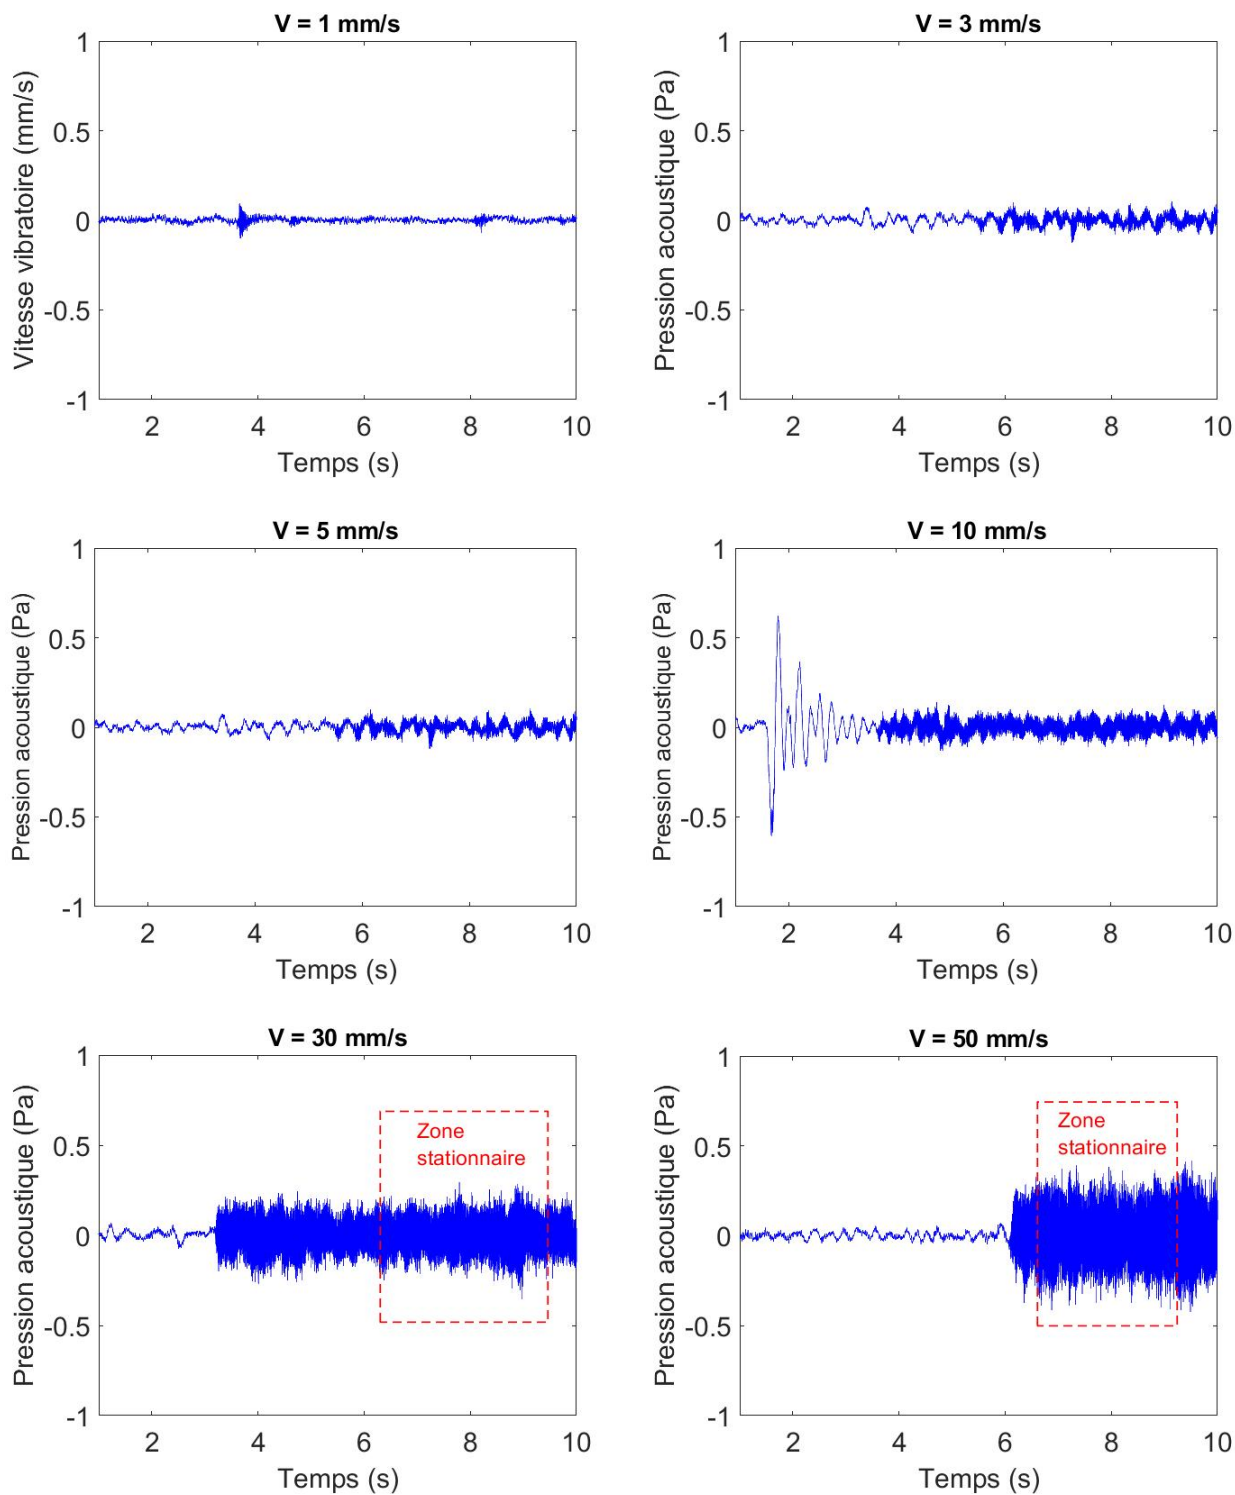 V = 1 mm/s
1
0.5
0
-0.5
-1
Vitesse vibratoire (mm/s)
2 4 6 8 10
Temps (s)
V = 3 mm/s
1
0.5
0
-0.5
-1
Pression acoustique (Pa)
2 4 6 8 10
Temps (s)
V = 5 mm/s
1
0.5
0
-0.5
-1
Pression acoustique (Pa)
2 4 6 8 10
Temps (s)
V = 10 mm/s
1
0.5
0
-0.5
-1
Pression acoustique (Pa)
2 4 6 8 10
Temps (s)
V = 30 mm/s
1
0.5
0
-0.5
-1
Pression acoustique (Pa)
Zone
stationnaire
2 4 6 8 10
Temps (s)
V = 50 mm/s
1
0.5
0
-0.5
-1
Pression acoustique (Pa)
Zone
stationnaire
2 4 6 8 10
Temps (s)